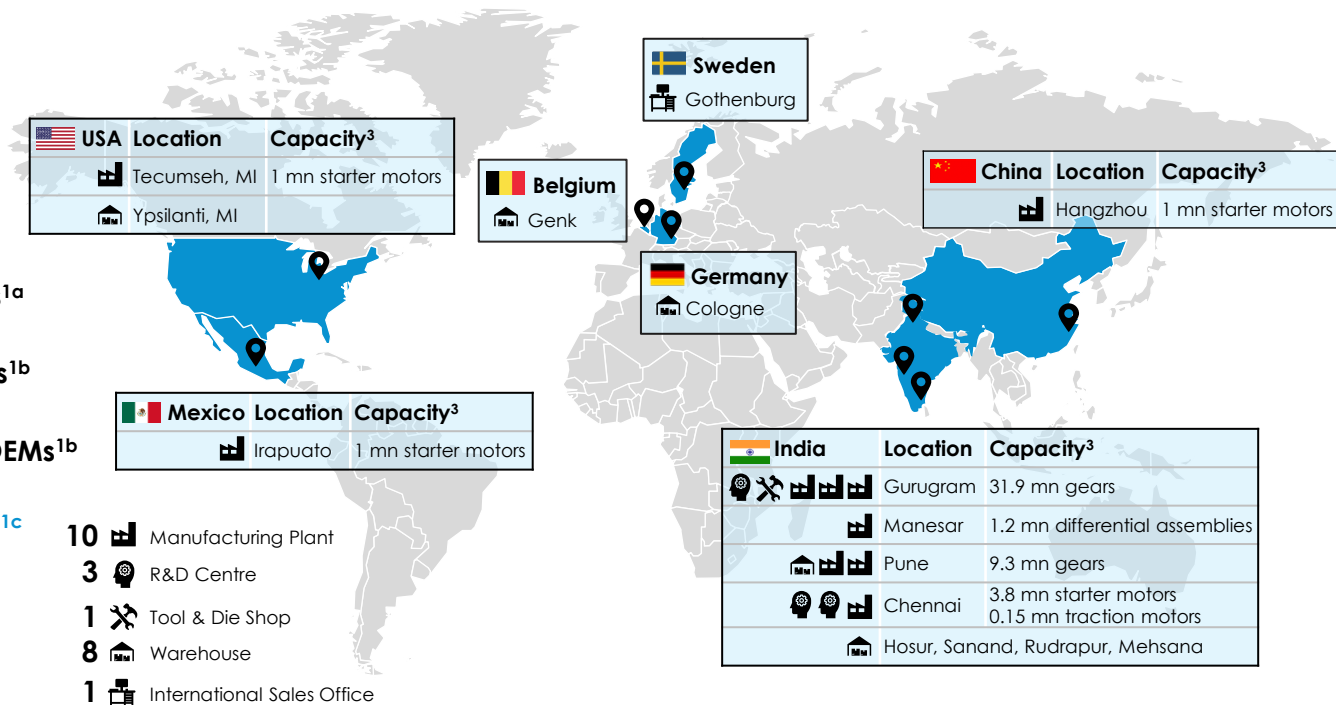 Sweden
Gothenburg
USA Location Capacity³
Tecumseh, MI 1 mn starter motors
Ypsilanti, MI
Belgium
Genk
China Location Capacity³
Hangzhou 1 mn starter motors
Germany
Cologne
1a
s1b
Mexico Location Capacity³
Irapuato 1 mn starter motors
OEMs1b
1c
India Location Capacity³
Gurugram 31.9 mn gears
Manesar 1.2 mn differential assemblies
Pune 9.3 mn gears
Chennai 3.8 mn starter motors
0.15 mn traction motors
Hosur, Sanand, Rudrapur, Mehsana
10 Manufacturing Plant
3 R&D Centre
1 Tool & Die Shop
8 Warehouse
1 International Sales Office